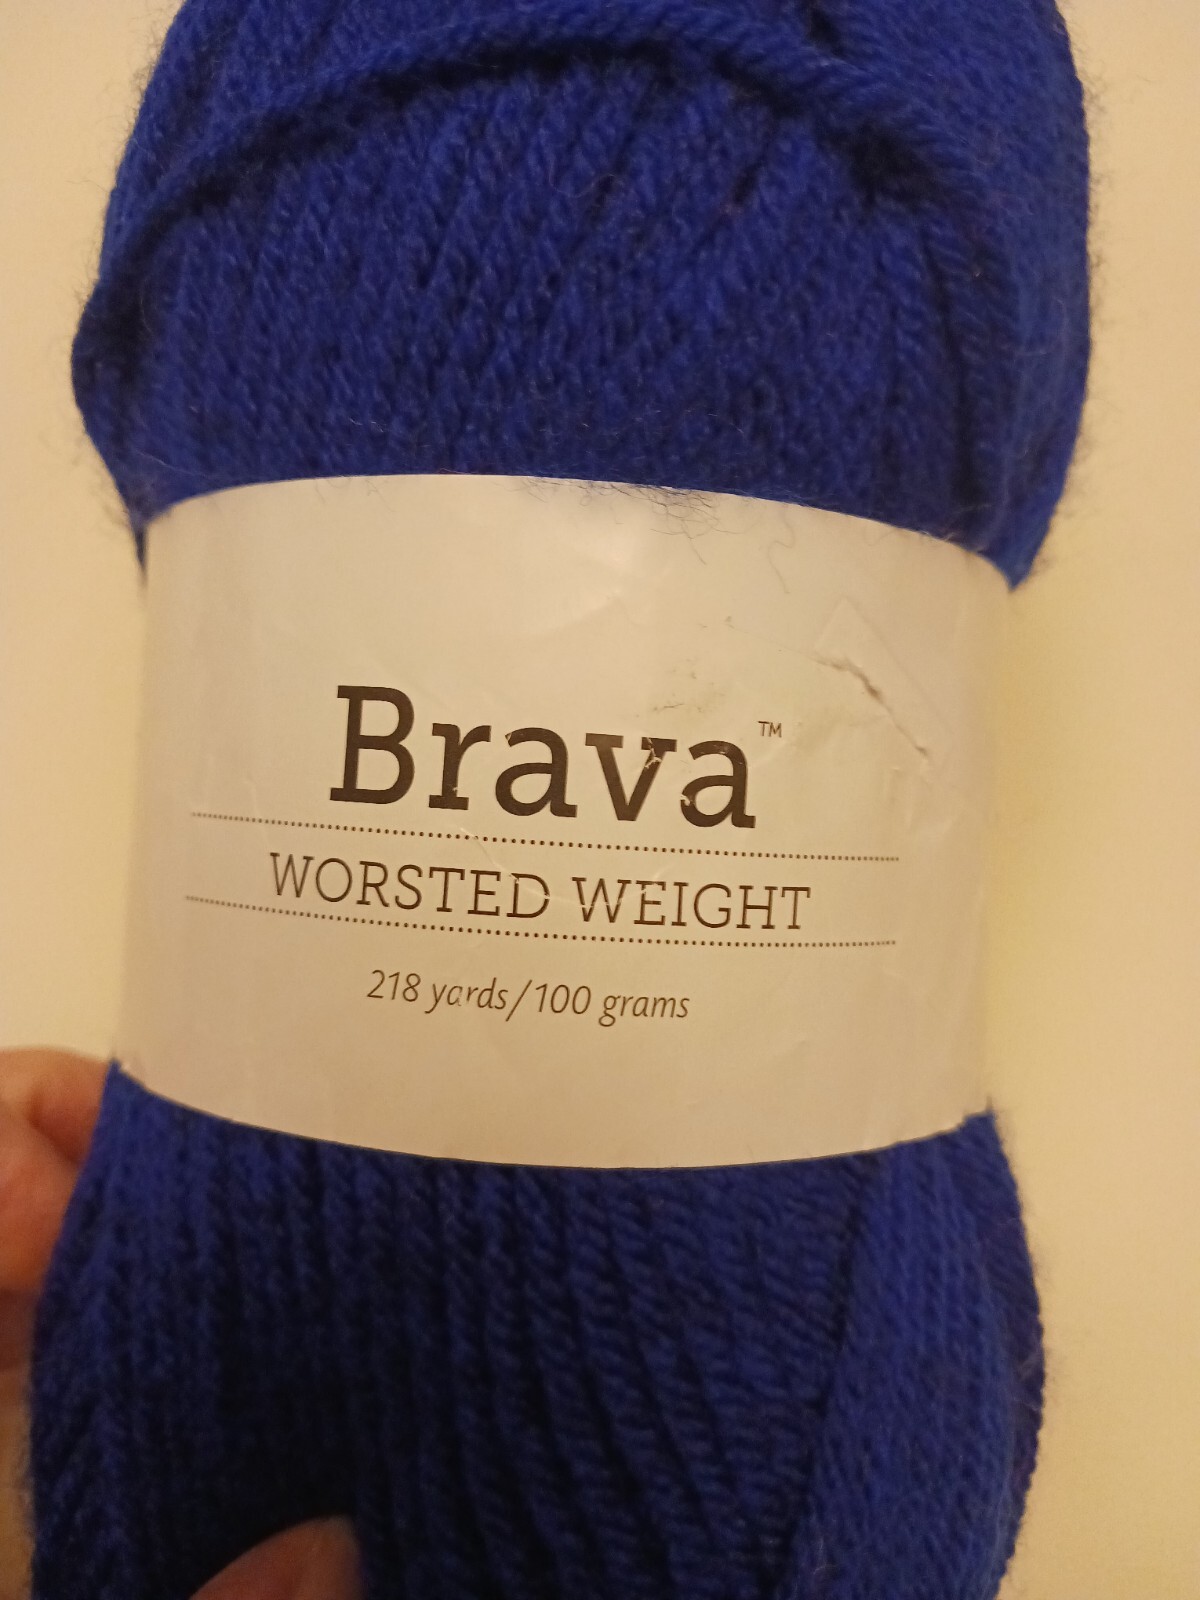 Brava™
WORSTED WEIGHT
218 yards/100 grams